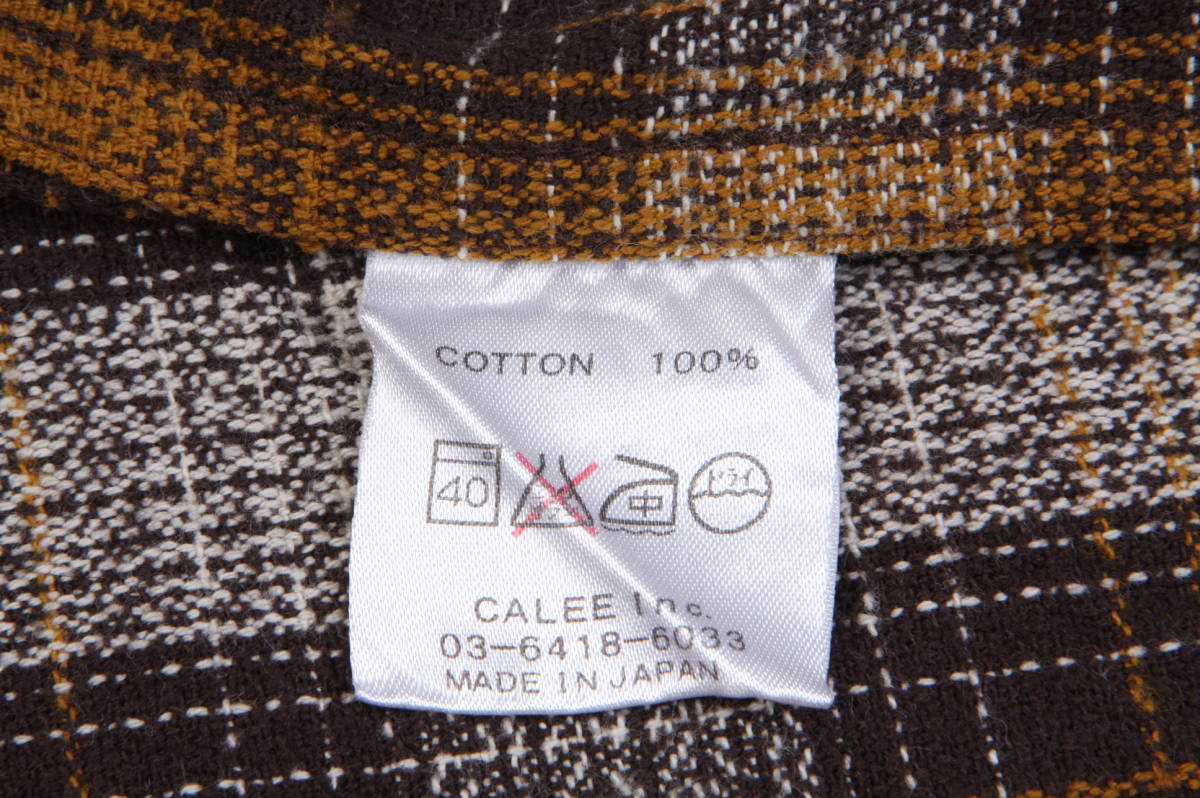 COTTON 100%
40 中 ドライ
CALEE Inc.
03-6418-6033
MADE IN JAPAN